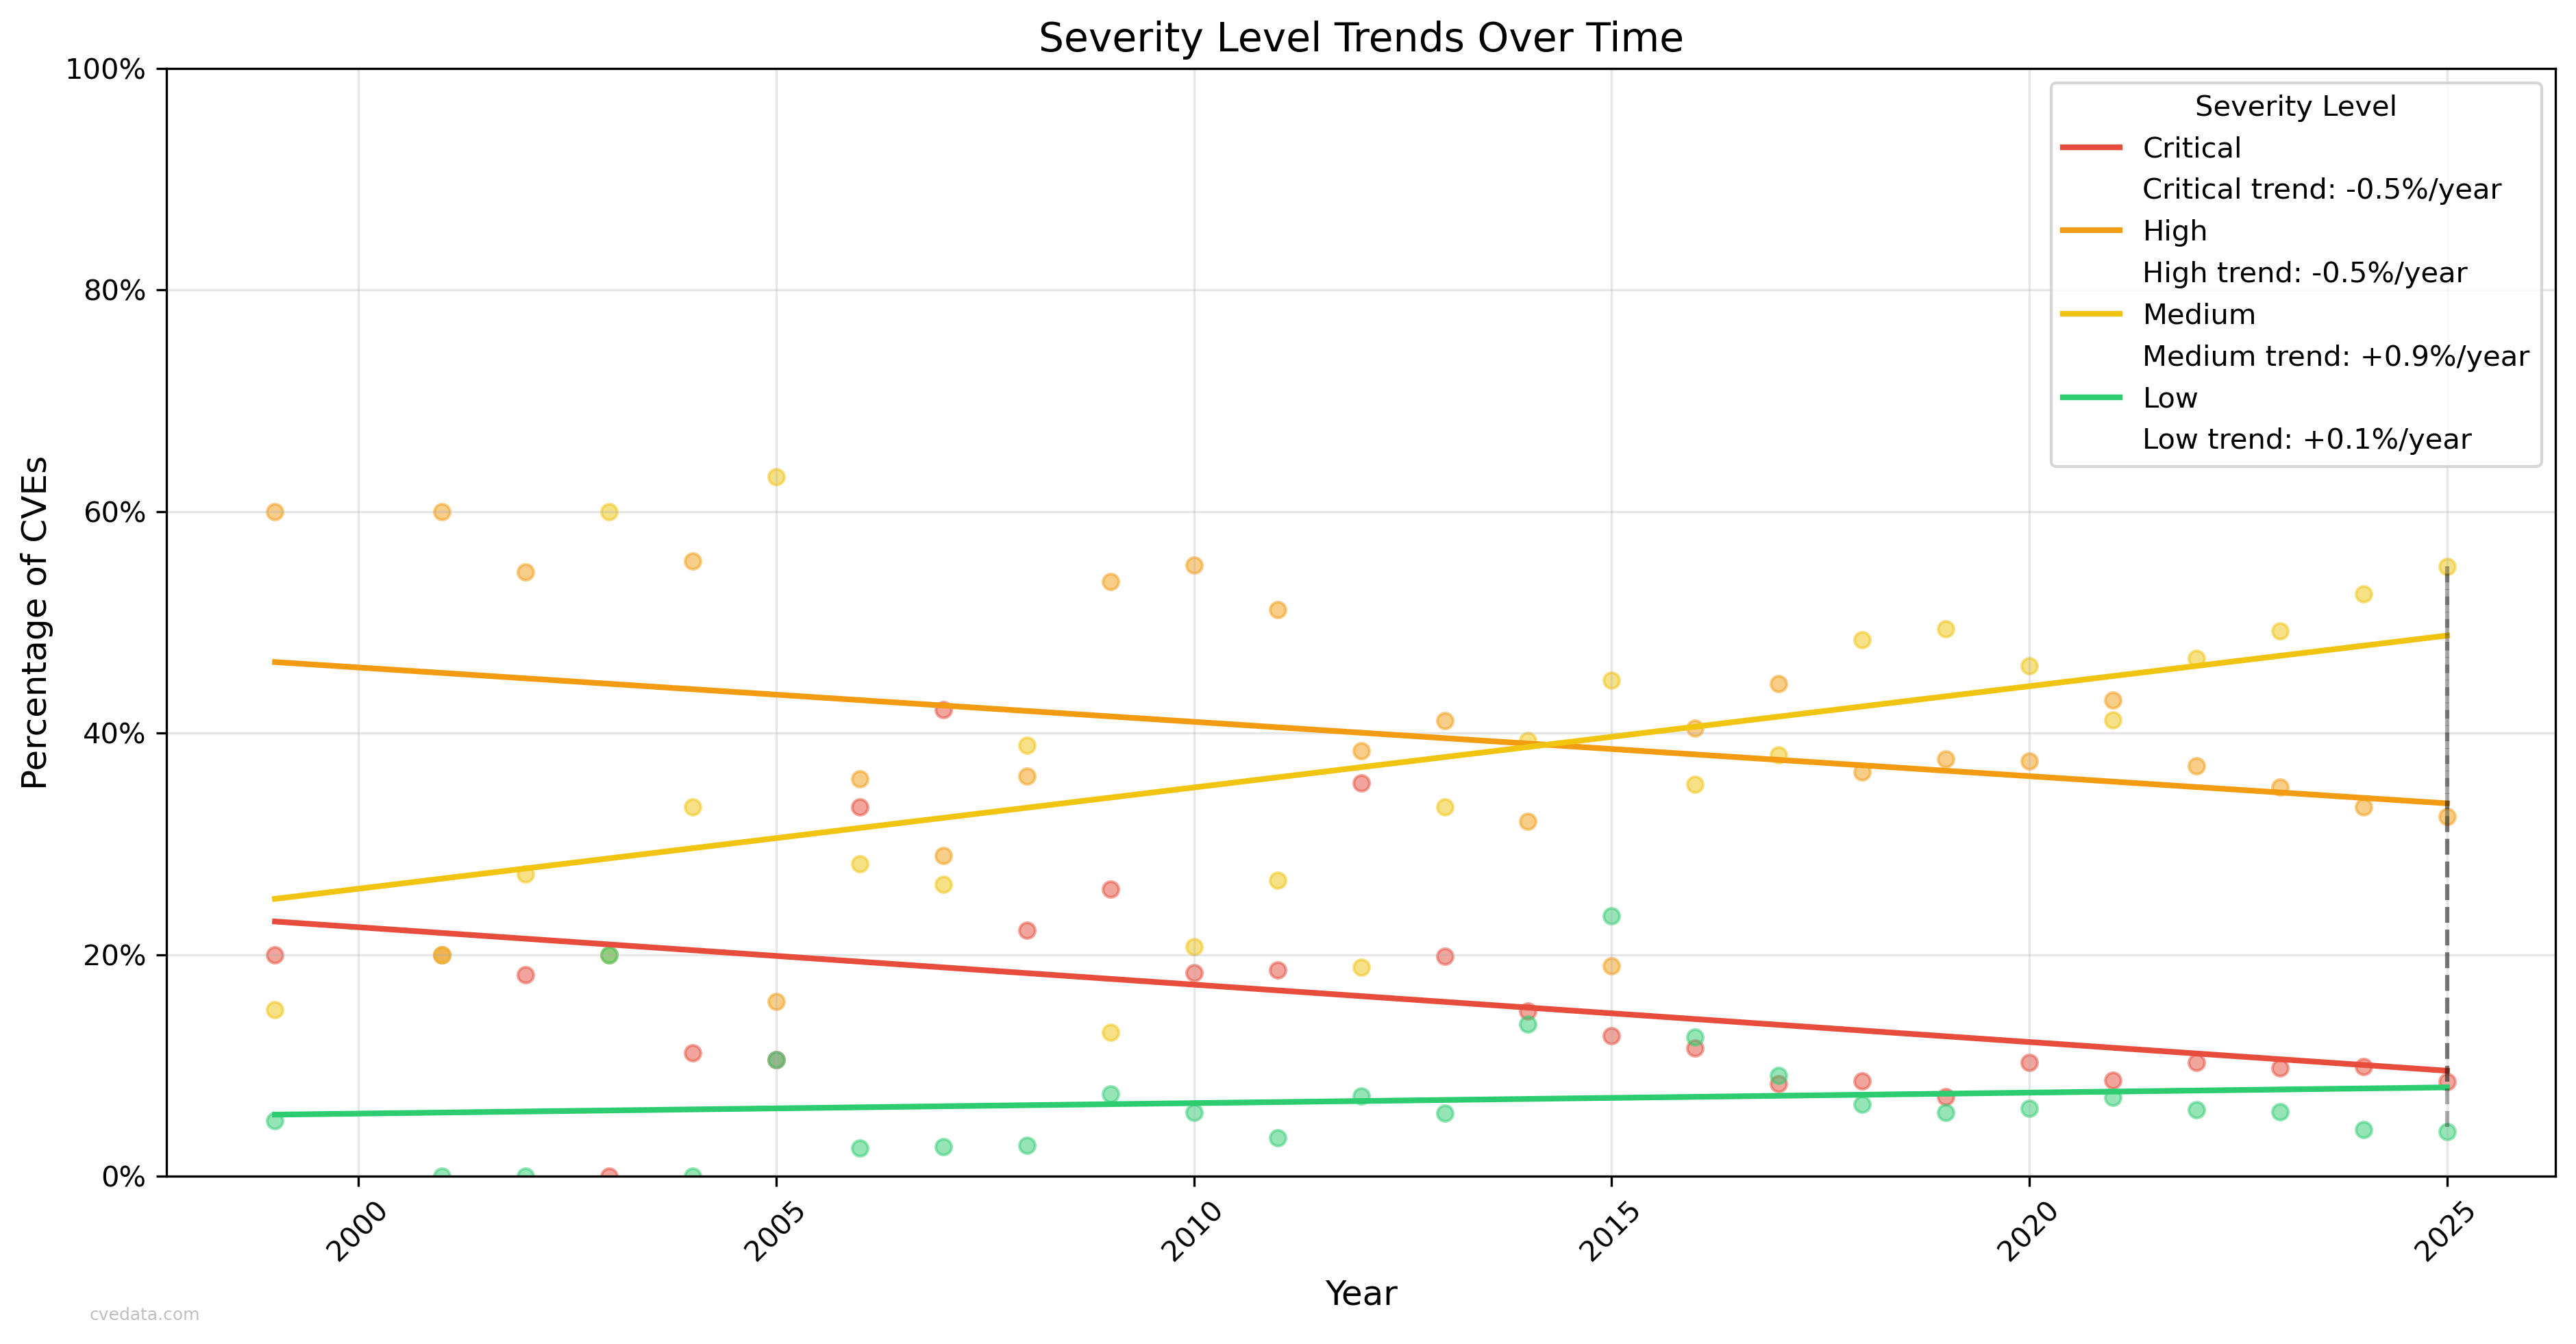 Severity Level Trends Over Time
100%
80%
60%
40%
20%
0%
Percentage of CVEs
Severity Level
Critical
Critical trend: -0.5%/year
High
High trend: -0.5%/year
Medium
Medium trend: +0.9%/year
Low
Low trend: +0.1%/year
2000
2005
2010
2015
2020
2025
Year
cvedata.com